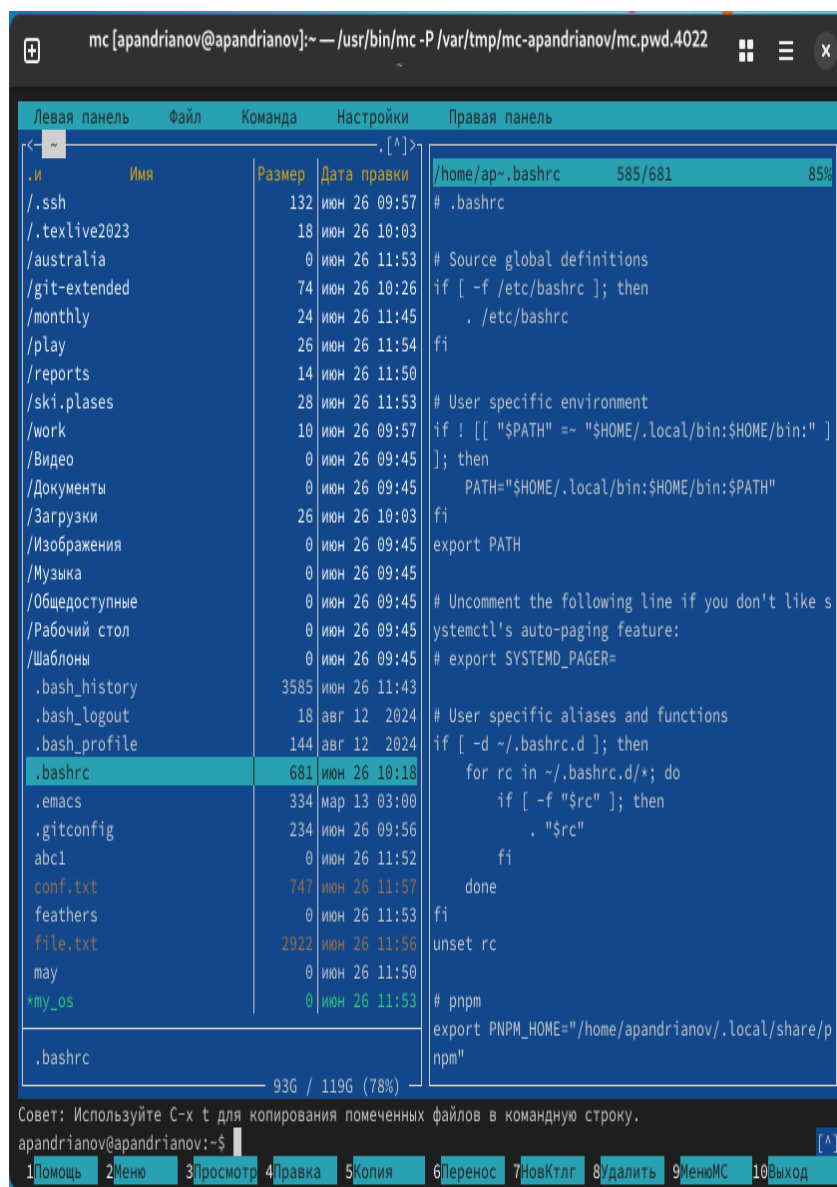 mc [apandrianov@apandrianov]:~ — /usr/bin/mc -P /var/tmp/mc-apandrianov/mc.pwd.4022
~
Левая панель Файл Команда Настройки Правая панель
<- ~ .[^]>
.и Имя Размер Дата правки
/.ssh 132 июн 26 09:57
/.texlive2023 18 июн 26 10:03
/australia 0 июн 26 11:53
/git-extended 74 июн 26 10:26
/monthly 24 июн 26 11:45
/play 26 июн 26 11:54
/reports 14 июн 26 11:50
/ski.plases 28 июн 26 11:53
/work 10 июн 26 09:57
/Видео 0 июн 26 09:45
/Документы 0 июн 26 09:45
/Загрузки 26 июн 26 10:03
/Изображения 0 июн 26 09:45
/Музыка 0 июн 26 09:45
/Общедоступные 0 июн 26 09:45
/Рабочий стол 0 июн 26 09:45
/Шаблоны 0 июн 26 09:45
.bash_history 3585 июн 26 11:43
.bash_logout 18 авг 12 2024
.bash_profile 144 авг 12 2024
.bashrc 681 июн 26 10:18
.emacs 334 мар 13 03:00
.gitconfig 234 июн 26 09:56
abc1 0 июн 26 11:52
conf.txt 747 июн 26 11:57
feathers 0 июн 26 11:53
file.txt 2922 июн 26 11:56
may 0 июн 26 11:50
*my_os 0 июн 26 11:53
.bashrc
93G / 119G (78%)
/home/ap~.bashrc 585/681 85%
# .bashrc
# Source global definitions
if [ -f /etc/bashrc ]; then
. /etc/bashrc
fi
# User specific environment
if ! [[ "$PATH" =~ "$HOME/.local/bin:$HOME/bin:" ]
]; then
PATH="$HOME/.local/bin:$HOME/bin:$PATH"
fi
export PATH
# Uncomment the following line if you don't like s
ystemctl's auto-paging feature:
# export SYSTEMD_PAGER=
# User specific aliases and functions
if [ -d ~/.bashrc.d ]; then
for rc in ~/.bashrc.d/*; do
if [ -f "$rc" ]; then
. "$rc"
fi
done
fi
unset rc
# pnpm
export PNPM_HOME="/home/apandrianov/.local/share/p
npm"
Совет: Используйте C-x t для копирования помеченных файлов в командную строку.
apandrianov@apandrianov:~$ [^]
1Помощь 2Меню 3Просмотр 4Правка 5Копия 6Перенос 7НовКтлг 8Удалить 9МенюMC 10Выход